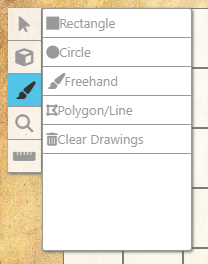 Rectangle
Circle
Freehand
Polygon/Line
Clear Drawings